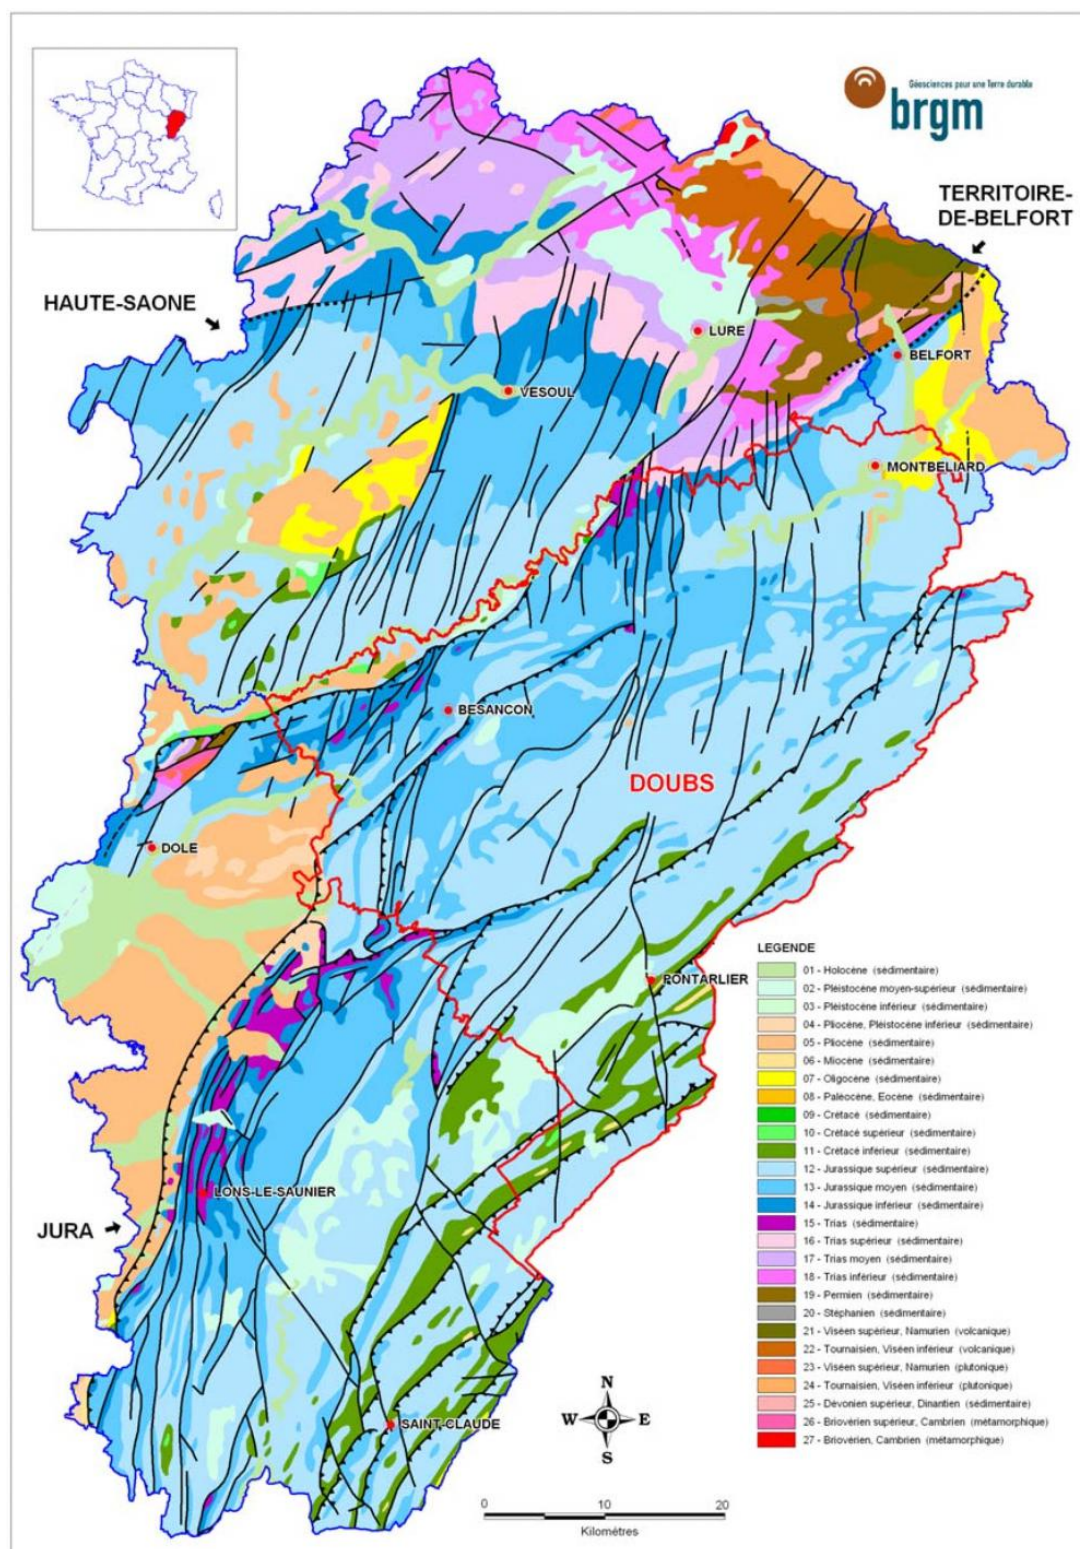 Géosciences pour une Terre durable
brgm
TERRITOIRE-
DE-BELFORT
HAUTE-SAONE
LURE
BELFORT
VESOUL
MONTBELIARD
BESANCON
DOUBS
DOLE
PONTARLIER
LONS-LE-SAUNIER
JURA
SAINT-CLAUDE
LEGENDE
01 - Holocène (sédimentaire)
02 - Pléistocène moyen-supérieur (sédimentaire)
03 - Pléistocène inférieur (sédimentaire)
04 - Pliocène, Pléistocène inférieur (sédimentaire)
05 - Pliocène (sédimentaire)
06 - Miocène (sédimentaire)
07 - Oligocène (sédimentaire)
08 - Paléocène, Eocène (sédimentaire)
09 - Crétacé (sédimentaire)
10 - Crétacé supérieur (sédimentaire)
11 - Crétacé inférieur (sédimentaire)
12 - Jurassique supérieur (sédimentaire)
13 - Jurassique moyen (sédimentaire)
14 - Jurassique inférieur (sédimentaire)
15 - Trias (sédimentaire)
16 - Trias supérieur (sédimentaire)
17 - Trias moyen (sédimentaire)
18 - Trias inférieur (sédimentaire)
19 - Permien (sédimentaire)
20 - Stéphanien (sédimentaire)
21 - Viséen supérieur, Namurien (volcanique)
22 - Tournaisien, Viséen inférieur (volcanique)
23 - Viséen supérieur, Namurien (plutonique)
24 - Tournaisien, Viséen inférieur (plutonique)
25 - Dévonien supérieur, Dinantien (sédimentaire)
26 - Briovérien supérieur, Cambrien (métamorphique)
27 - Briovérien, Cambrien (métamorphique)
N
W E
S
0 10 20
Kilométres